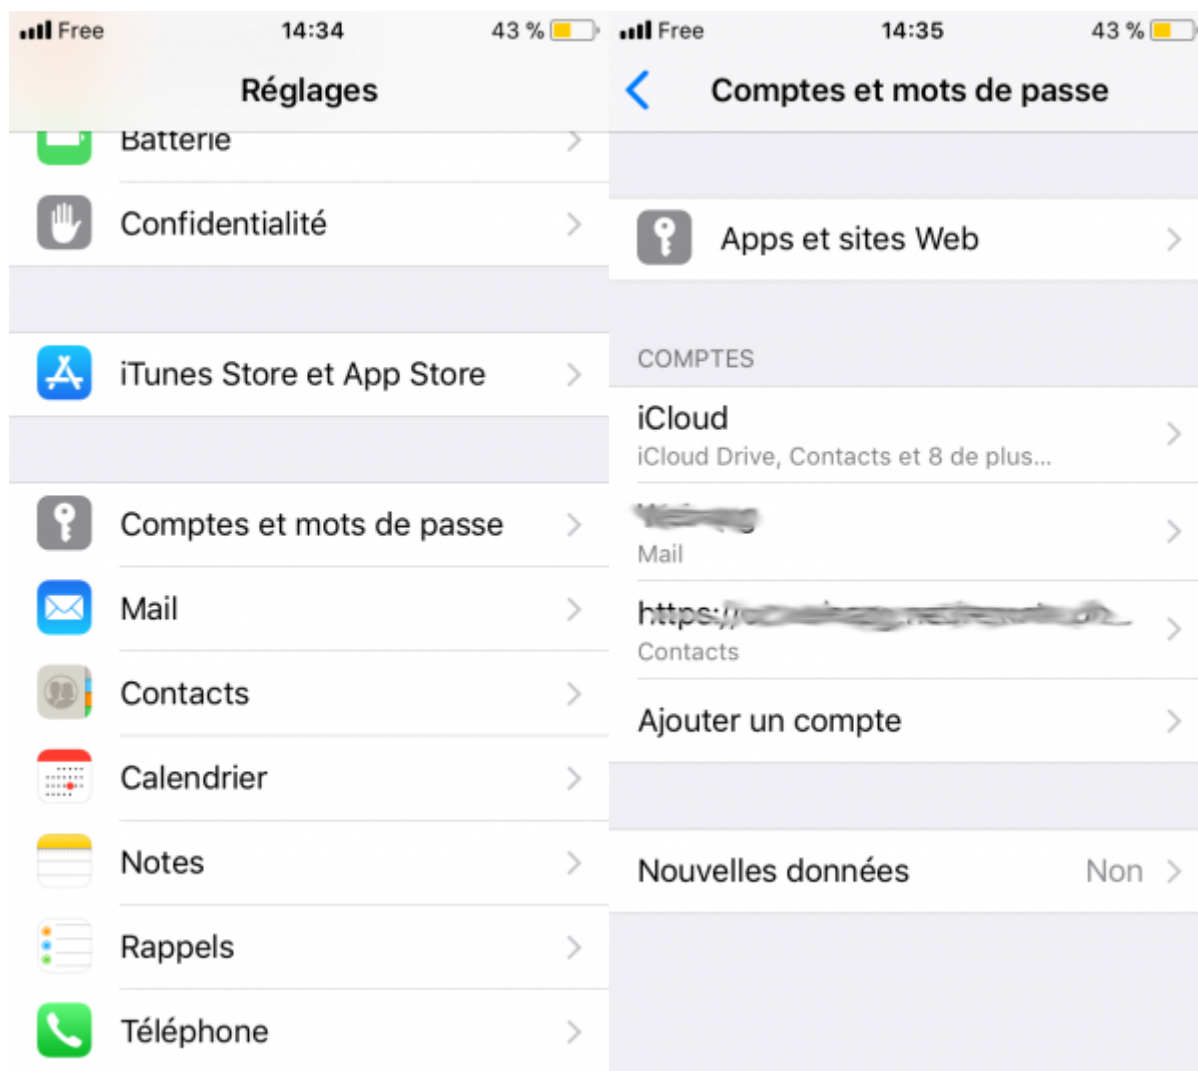 Free 14:34 43 %
Réglages
Batterie
Confidentialité
iTunes Store et App Store
Comptes et mots de passe
Mail
Contacts
Calendrier
Notes
Rappels
Téléphone
Free 14:35 43 %
Comptes et mots de passe
Apps et sites Web
COMPTES
iCloud
iCloud Drive, Contacts et 8 de plus...
Mail
https://
Contacts
Ajouter un compte
Nouvelles données Non